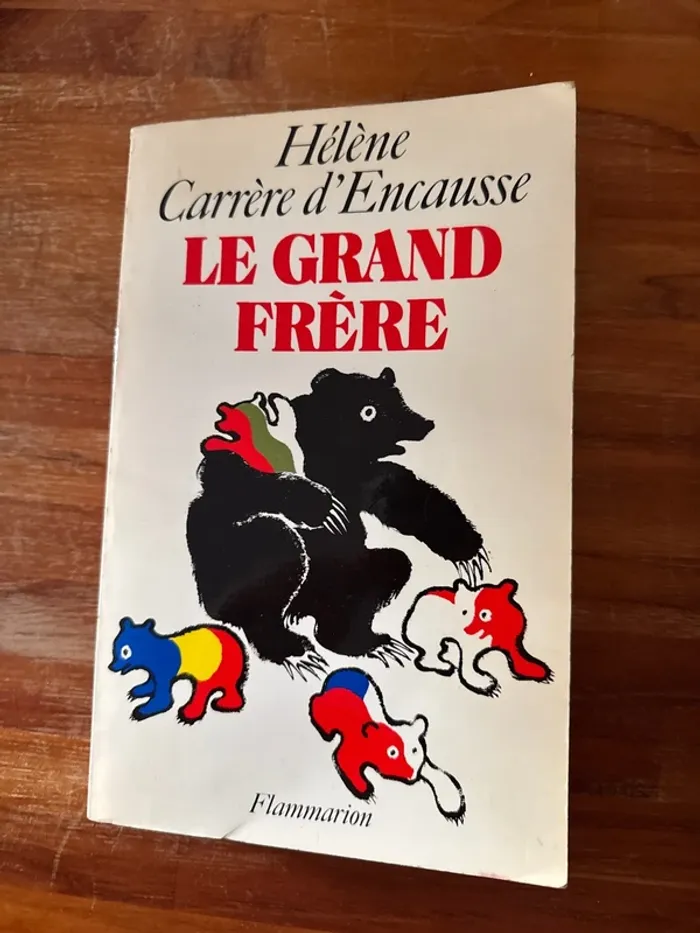 Hélène
Carrère d'Encausse
LE GRAND
FRÈRE
Flammarion